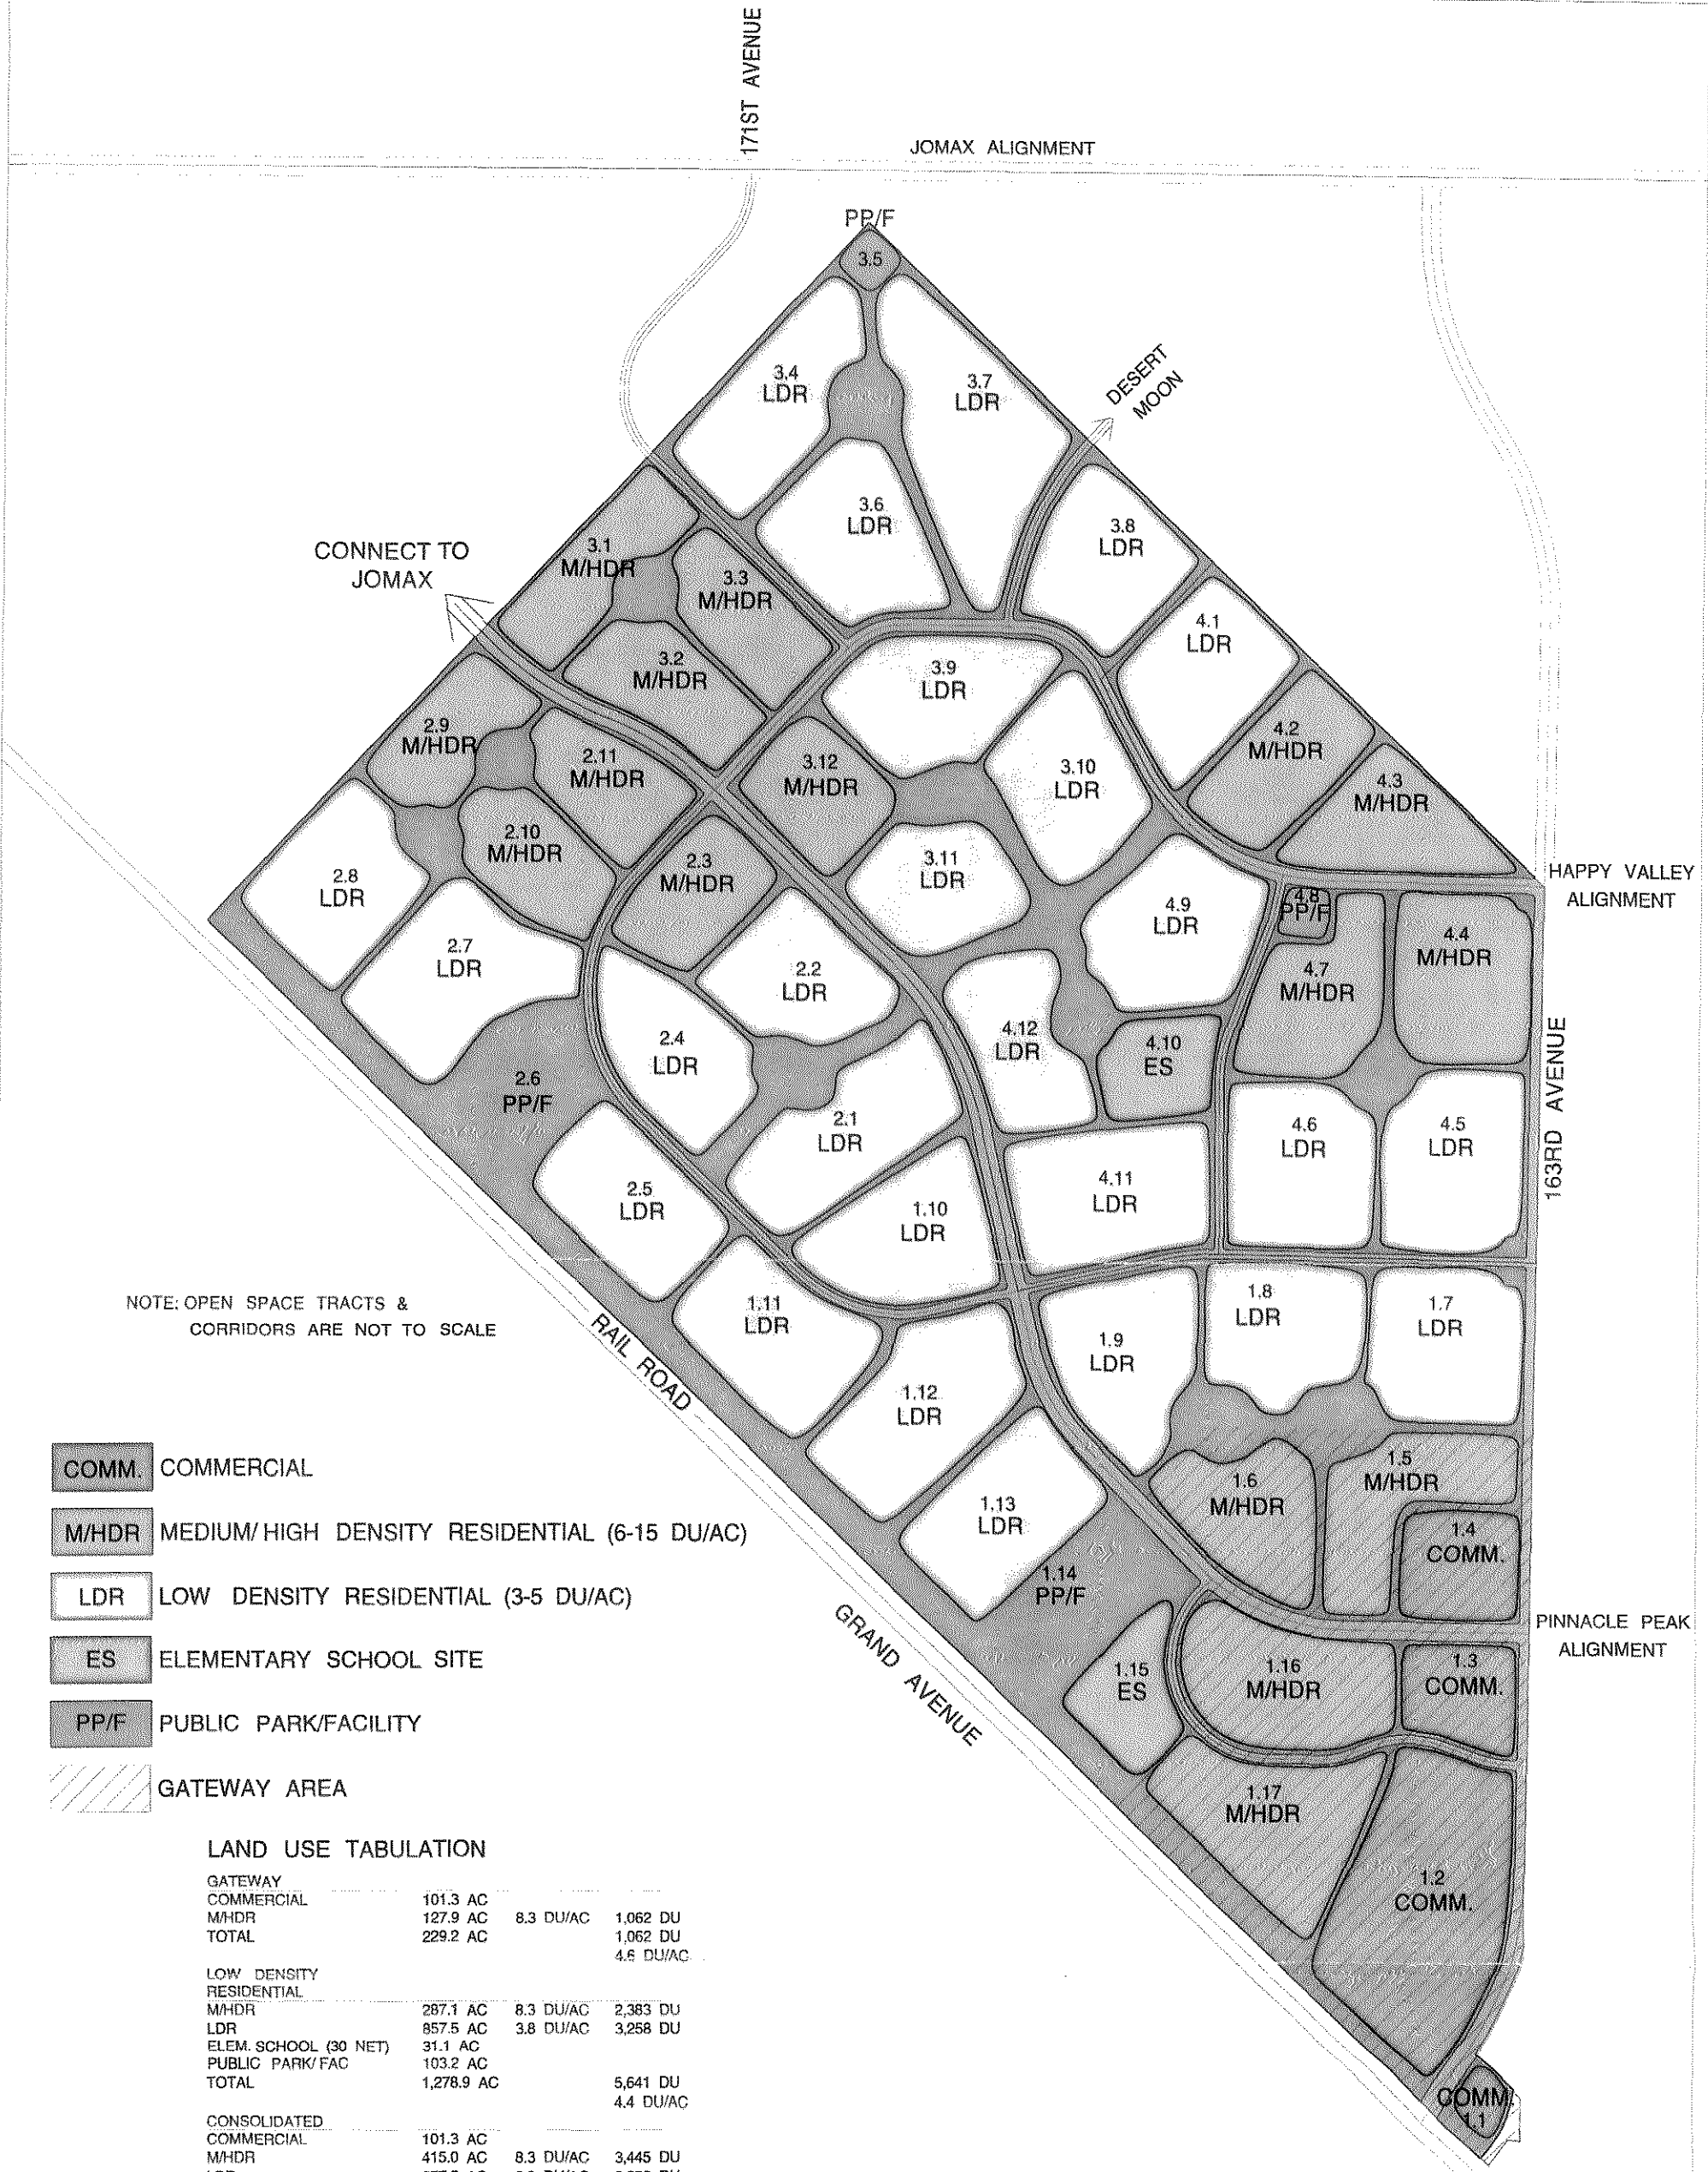 171ST AVENUE
JOMAX ALIGNMENT
PP/F
3.5
3.4
LDR
3.7
LDR
DESERT
MOON
3.6
LDR
3.8
LDR
CONNECT TO
JOMAX
3.1
M/HDR
3.3
M/HDR
4.1
LDR
3.2
M/HDR
3.9
LDR
2.9
M/HDR
2.11
M/HDR
3.12
M/HDR
3.10
LDR
4.2
M/HDR
4.3
M/HDR
2.10
M/HDR
2.3
M/HDR
3.11
LDR
HAPPY VALLEY
ALIGNMENT
2.8
LDR
4.9
LDR
4.8
PP/F
4.4
M/HDR
2.7
LDR
2.2
LDR
4.7
M/HDR
2.4
LDR
4.12
LDR
4.10
ES
163RD AVENUE
2.6
PP/F
2.1
LDR
4.6
LDR
4.5
LDR
2.5
LDR
1.10
LDR
4.11
LDR
NOTE: OPEN SPACE TRACTS &
CORRIDORS ARE NOT TO SCALE
1.11
LDR
1.8
LDR
1.7
LDR
RAIL ROAD
1.9
LDR
1.12
LDR
1.6
M/HDR
1.5
M/HDR
1.13
LDR
1.4
COMM.
1.14
PP/F
GRAND AVENUE
PINNACLE PEAK
ALIGNMENT
1.15
ES
1.16
M/HDR
1.3
COMM.
1.17
M/HDR
1.2
COMM.
COMM.
1.1
COMM. COMMERCIAL
M/HDR MEDIUM/HIGH DENSITY RESIDENTIAL (6-15 DU/AC)
LDR LOW DENSITY RESIDENTIAL (3-5 DU/AC)
ES ELEMENTARY SCHOOL SITE
PP/F PUBLIC PARK/FACILITY
GATEWAY AREA
LAND USE TABULATION
GATEWAY
COMMERCIAL 101.3 AC
M/HDR 127.9 AC 8.3 DU/AC 1,062 DU
TOTAL 229.2 AC 1,062 DU
4.6 DU/AC
LOW DENSITY
RESIDENTIAL
M/HDR 287.1 AC 8.3 DU/AC 2,383 DU
LDR 857.5 AC 3.8 DU/AC 3,258 DU
ELEM. SCHOOL (30 NET) 31.1 AC
PUBLIC PARK/FAC 103.2 AC
TOTAL 1,278.9 AC 5,641 DU
4.4 DU/AC
CONSOLIDATED
COMMERCIAL 101.3 AC
M/HDR 415.0 AC 8.3 DU/AC 3,445 DU